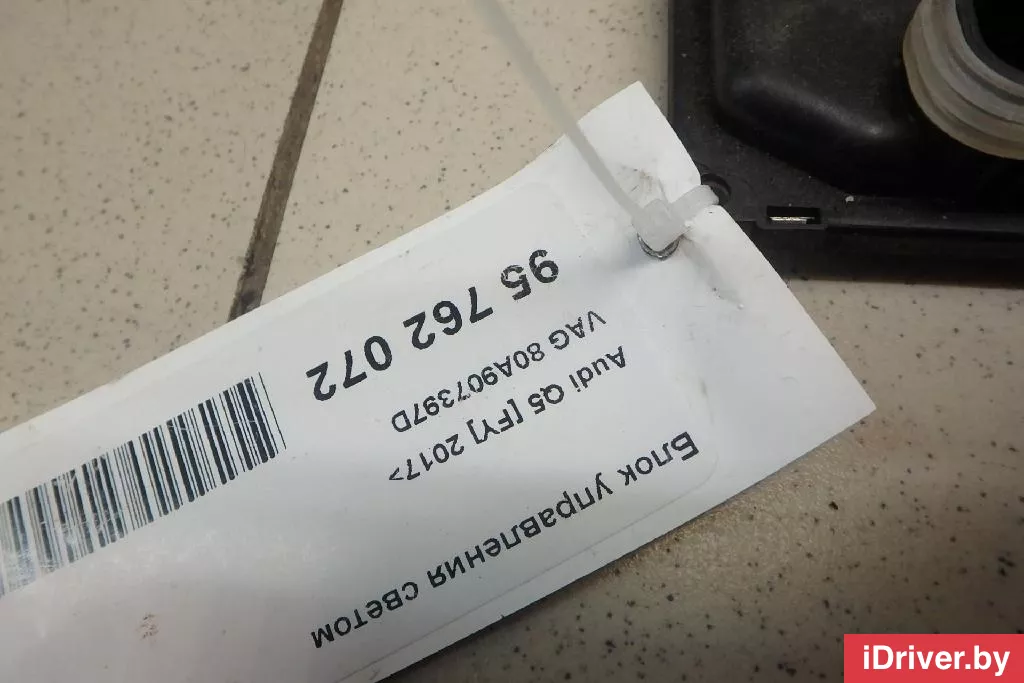 Блок управления светом
Audi Q5 [FY] 2017>
VAG 80A907397D
95 762 072
iDriver.by